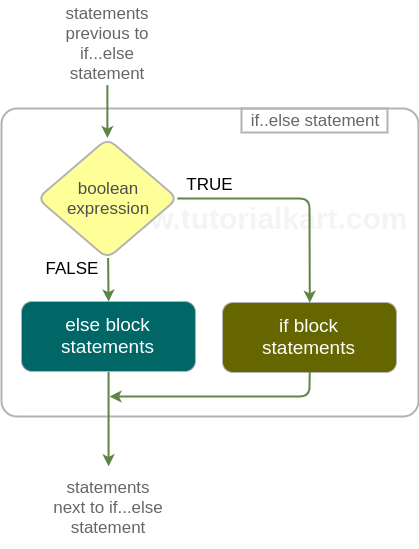 statements
previous to
if...else
statement
if..else statement
boolean
expression
TRUE
w.tutorialkart.com
FALSE
else block
statements
if block
statements
statements
next to if...else
statement